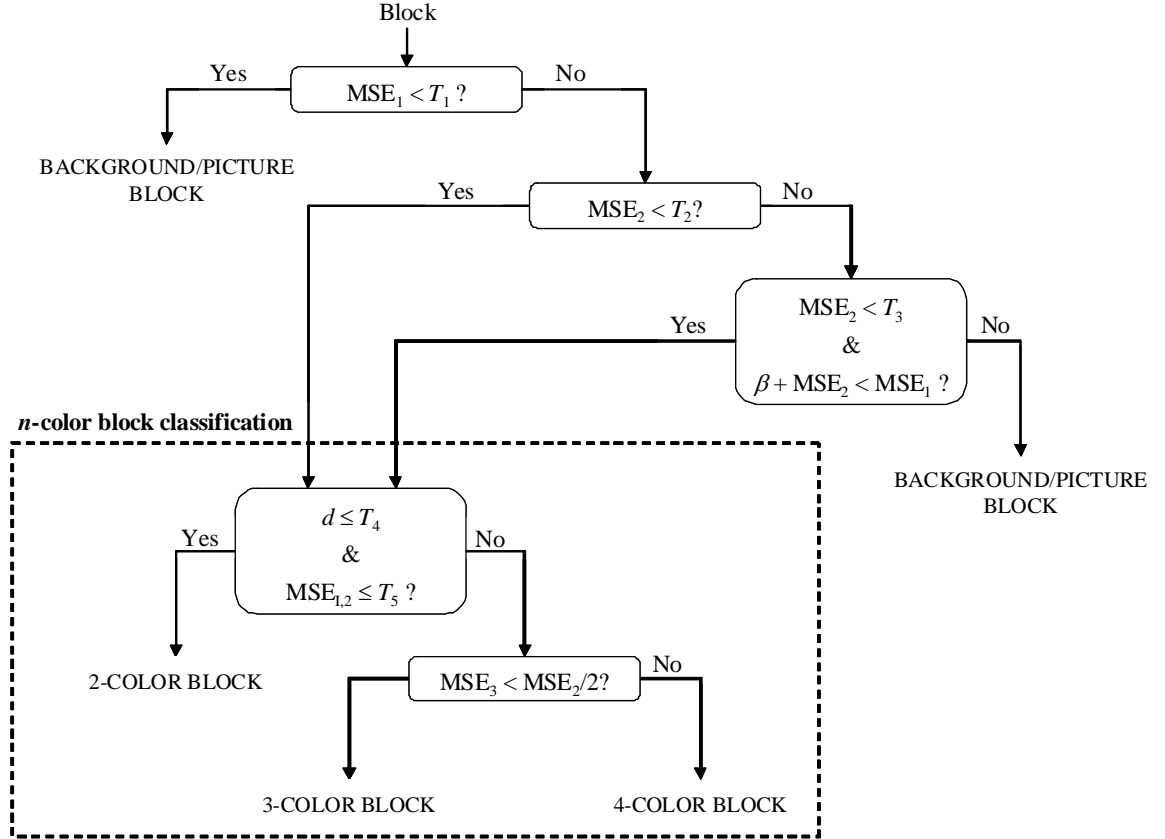 Block
Yes
No
MSE₁ < T₁ ?
BACKGROUND/PICTURE
BLOCK
Yes
No
MSE₂ < T₂?
MSE₂ < T₃
&
β + MSE₂ < MSE₁ ?
Yes
No
BACKGROUND/PICTURE
BLOCK
n-color block classification
d ≤ T₄
&
MSE_I,2 ≤ T₅ ?
Yes
No
2-COLOR BLOCK
MSE₃ < MSE₂/2?
No
3-COLOR BLOCK
4-COLOR BLOCK